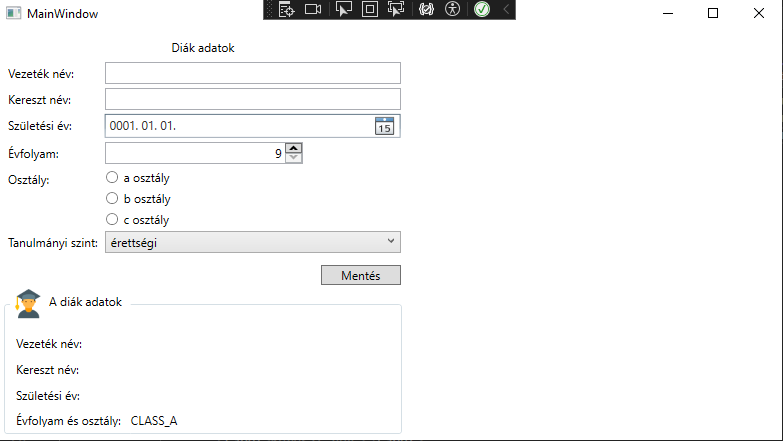 MainWindow
Diák adatok
Vezeték név:
Kereszt név:
Születési év: 0001. 01. 01. 15
Évfolyam: 9
Osztály: a osztály
b osztály
c osztály
Tanulmányi szint: érettségi
Mentés
A diák adatok
Vezeték név:
Kereszt név:
Születési év:
Évfolyam és osztály: CLASS_A